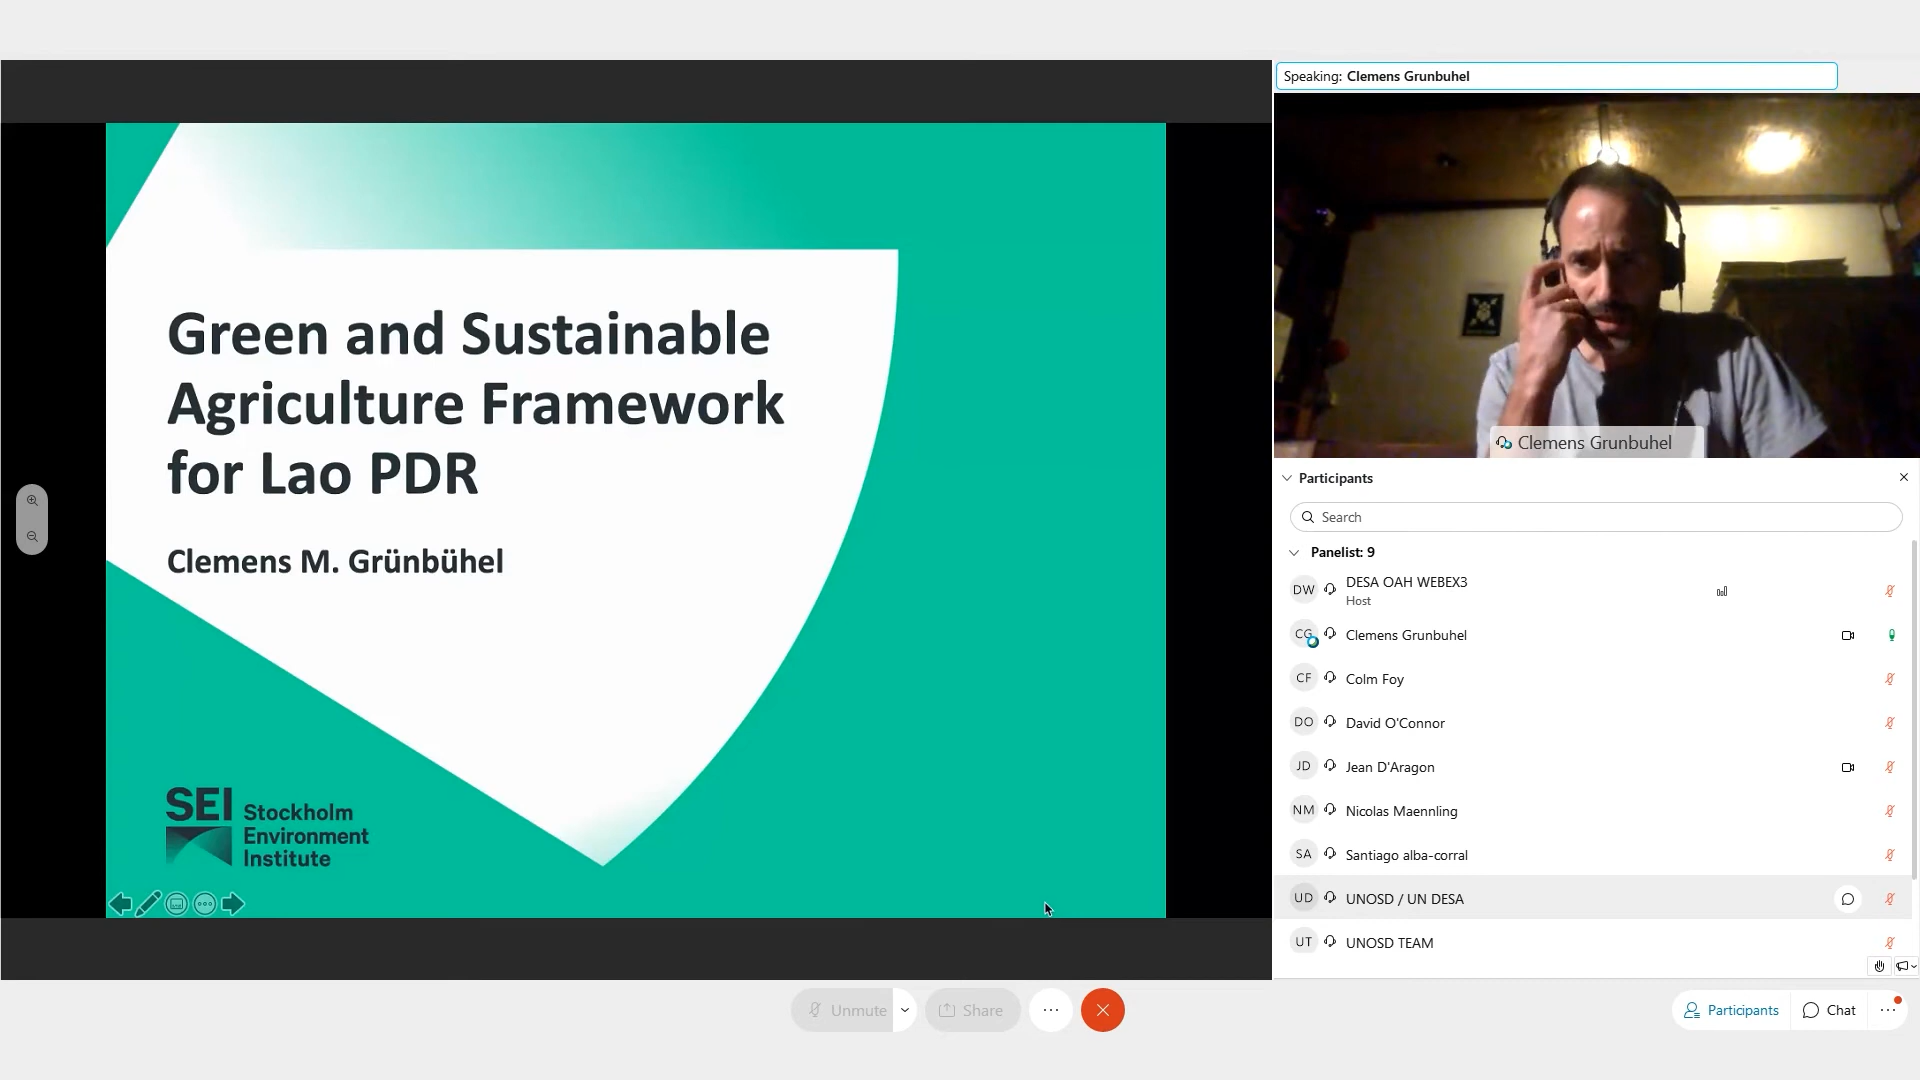 Speaking: Clemens Grunbuhel
Green and Sustainable
Agriculture Framework
for Lao PDR
Clemens M. Grünbühel
SEI Stockholm
Environment
Institute
Clemens Grunbuhel
Participants
Search
Panelist: 9
DW DESA OAH WEBEX3
Host
CG Clemens Grunbuhel
CF Colm Foy
DO David O'Connor
JD Jean D'Aragon
NM Nicolas Maennling
SA Santiago alba-corral
UD UNOSD / UN DESA
UT UNOSD TEAM
Unmute
Share
Participants
Chat